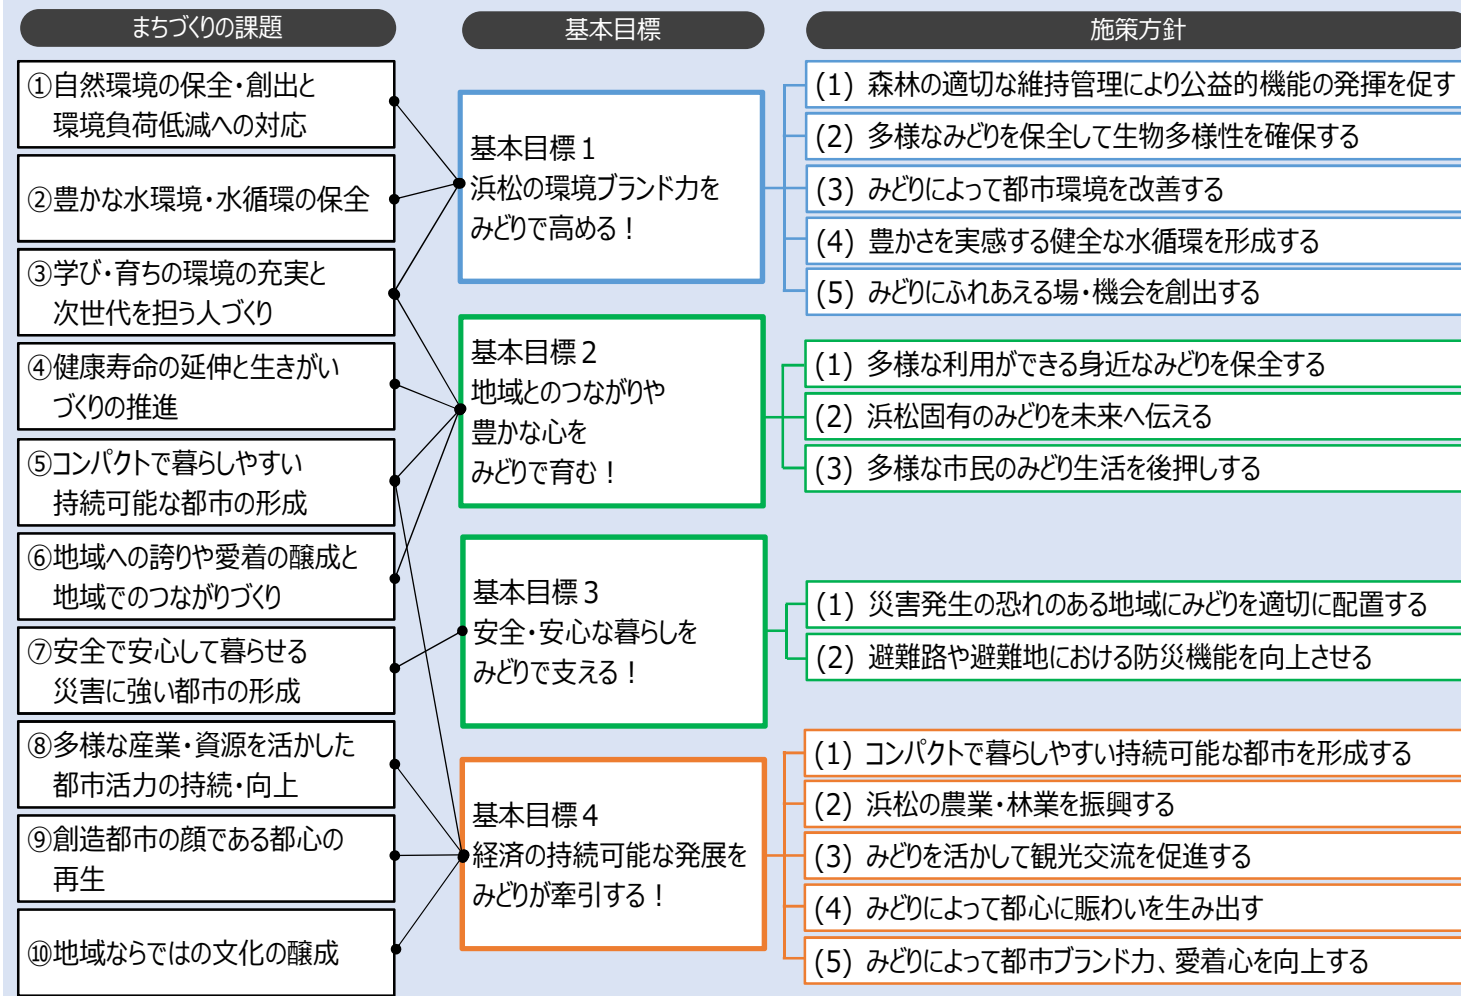 まちづくりの課題
①自然環境の保全・創出と
環境負荷低減への対応
②豊かな水環境・水循環の保全
③学び・育ちの環境の充実と
次世代を担う人づくり
④健康寿命の延伸と生きがい
づくりの推進
⑤コンパクトで暮らしやすい
持続可能な都市の形成
⑥地域への誇りや愛着の醸成と
地域でのつながりづくり
⑦安全で安心して暮らせる
災害に強い都市の形成
⑧多様な産業・資源を活かした
都市活力の持続・向上
⑨創造都市の顔である都心の
再生
⑩地域ならではの文化の醸成
基本目標
基本目標1
浜松の環境ブランド力を
みどりで高める！
基本目標2
地域とのつながりや
豊かな心を
みどりで育む！
基本目標3
安全・安心な暮らしを
みどりで支える！
基本目標4
経済の持続可能な発展を
みどりが牽引する！
施策方針
(1) 森林の適切な維持管理により公益的機能の発揮を促す
(2) 多様なみどりを保全して生物多様性を確保する
(3) みどりによって都市環境を改善する
(4) 豊かさを実感する健全な水循環を形成する
(5) みどりにふれあえる場・機会を創出する
(1) 多様な利用ができる身近なみどりを保全する
(2) 浜松固有のみどりを未来へ伝える
(3) 多様な市民のみどり生活を後押しする
(1) 災害発生の恐れのある地域にみどりを適切に配置する
(2) 避難路や避難地における防災機能を向上させる
(1) コンパクトで暮らしやすい持続可能な都市を形成する
(2) 浜松の農業・林業を振興する
(3) みどりを活かして観光交流を促進する
(4) みどりによって都心に賑わいを生み出す
(5) みどりによって都市ブランド力、愛着心を向上する